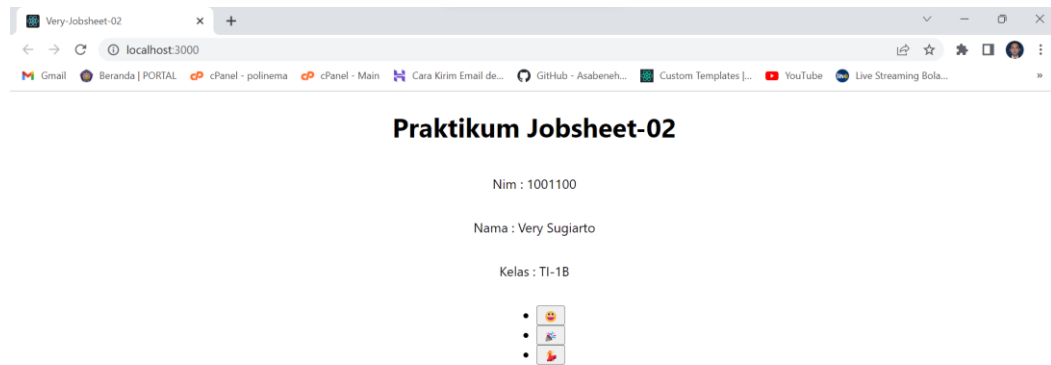 Very-Jobsheet-02
localhost:3000
Gmail Beranda | PORTAL cPanel - polinema cPanel - Main Cara Kirim Email de... GitHub - Asabeneh... Custom Templates |... YouTube Live Streaming Bola...
Praktikum Jobsheet-02
Nim : 1001100
Nama : Very Sugiarto
Kelas : TI-1B